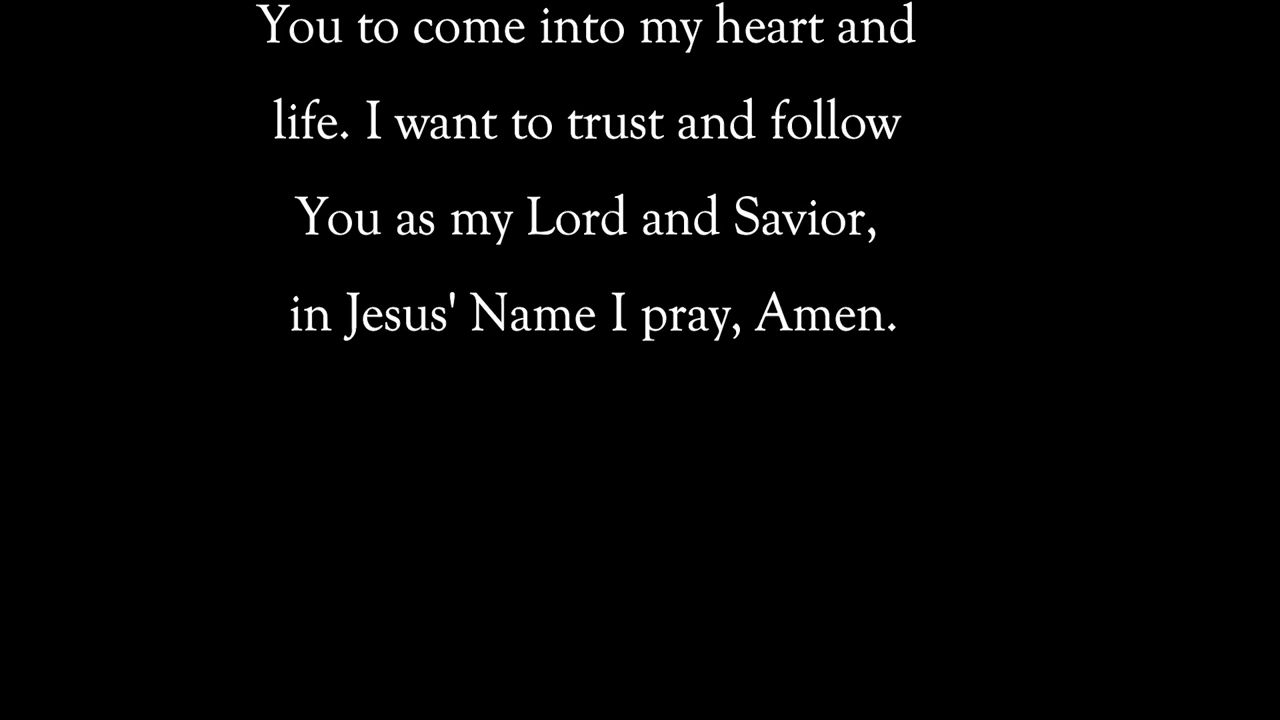 You to come into my heart and
life. I want to trust and follow
You as my Lord and Savior,
in Jesus' Name I pray, Amen.